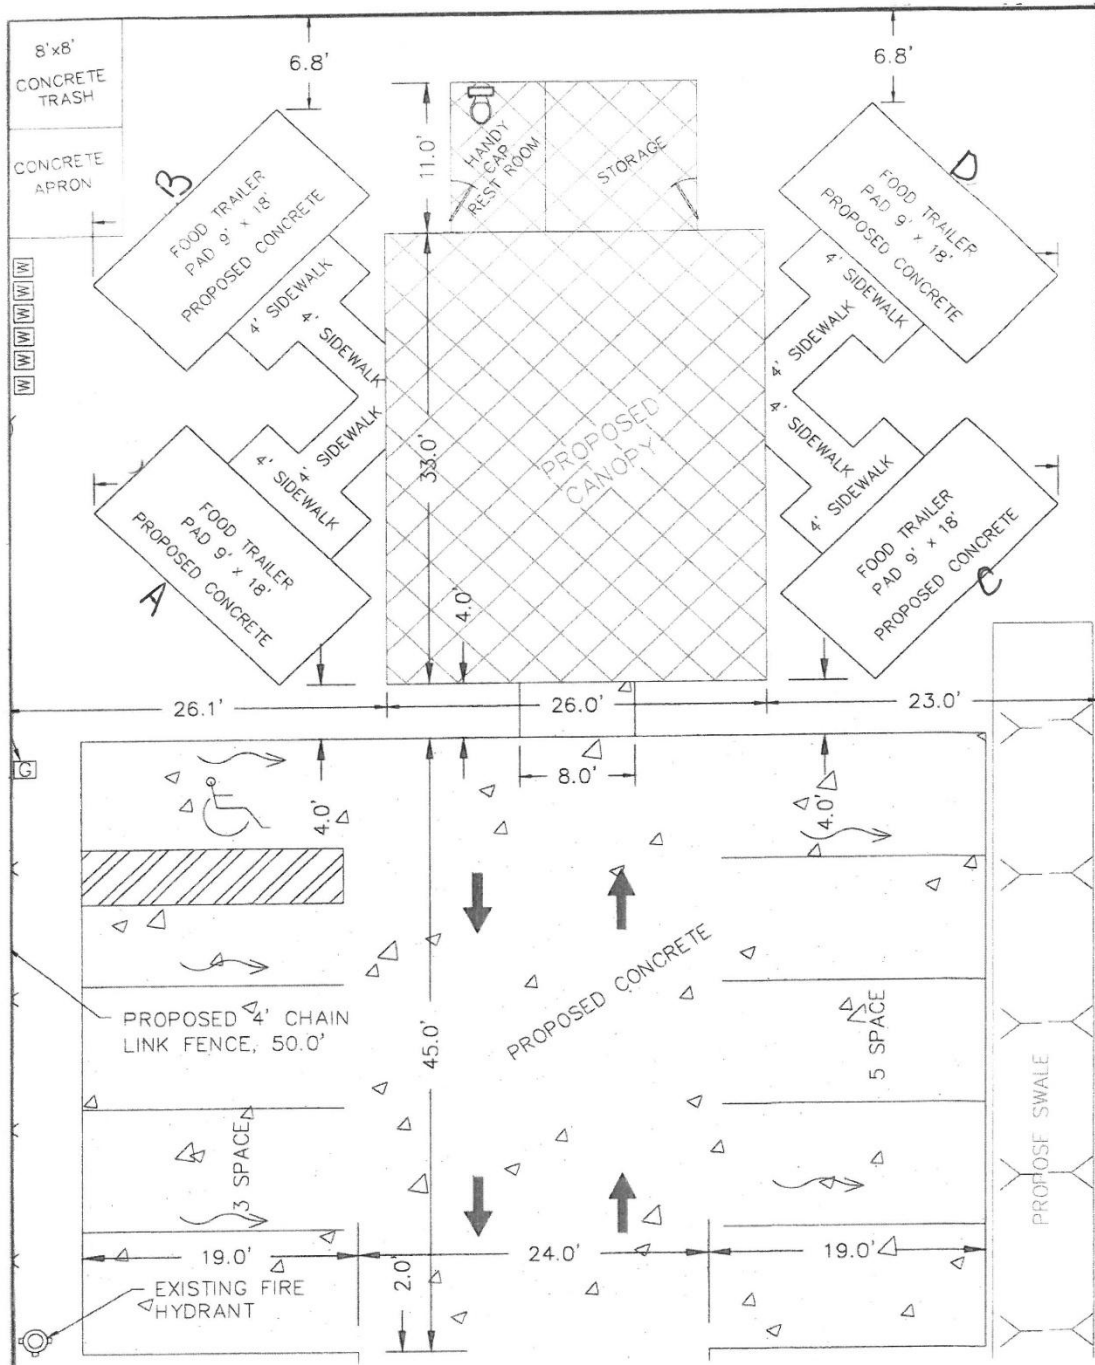 8'x8'
CONCRETE
TRASH
CONCRETE
APRON
6.8'
6.8'
11.0'
HANDY
CAP
REST ROOM
STORAGE
B
FOOD TRAILER
PAD 9' x 18'
PROPOSED CONCRETE
4' SIDEWALK
4' SIDEWALK
D
FOOD TRAILER
PAD 9' x 18'
PROPOSED CONCRETE
4' SIDEWALK
4' SIDEWALK
W
W
W
W
W
W
4' SIDEWALK
4' SIDEWALK
A
FOOD TRAILER
PAD 9' x 18'
PROPOSED CONCRETE
33.0'
PROPOSED
CANOPY
4.0'
4' SIDEWALK
4' SIDEWALK
C
FOOD TRAILER
PAD 9' x 18'
PROPOSED CONCRETE
26.1'
26.0'
23.0'
G
8.0'
4.0'
4.0'
PROPOSED CONCRETE
PROPOSED 4' CHAIN
LINK FENCE, 50.0'
45.0'
5 SPACE
3 SPACE
PROPOSE SWALE
19.0'
24.0'
19.0'
2.0'
EXISTING FIRE
HYDRANT